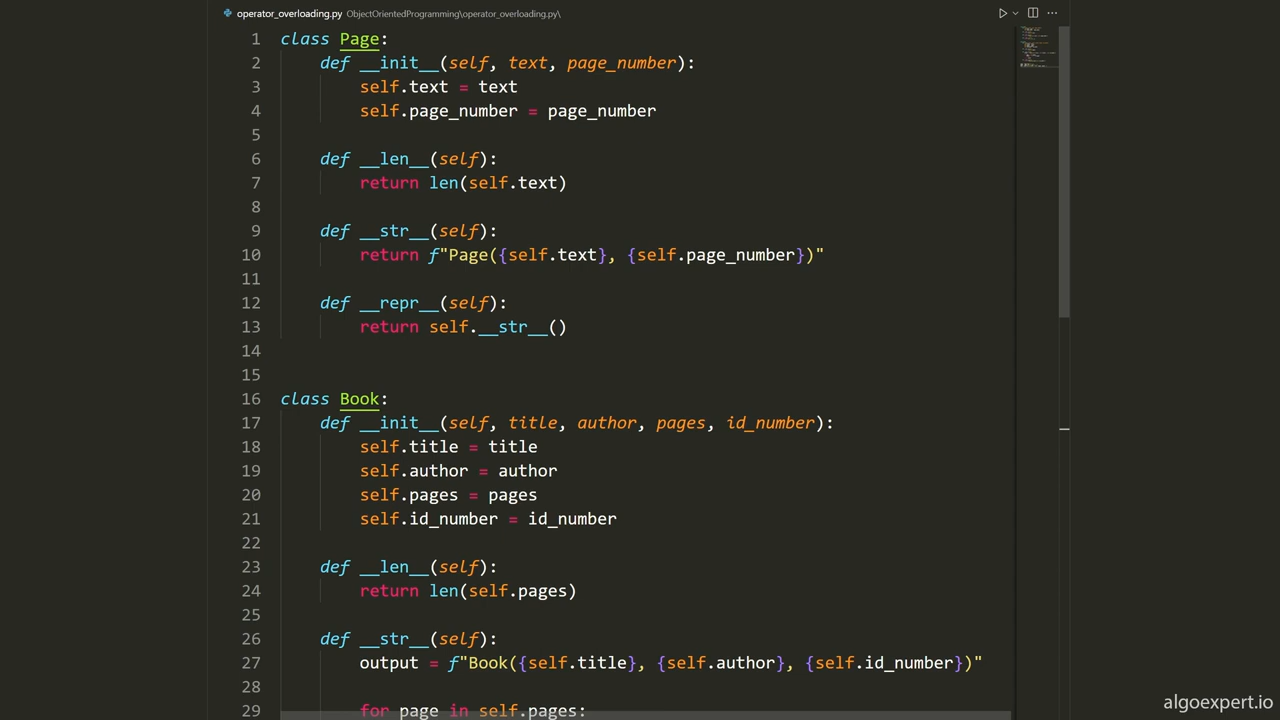 operator_overloading.py ObjectOrientedProgramming\operator_overloading.py\
1 class Page:
2     def __init__(self, text, page_number):
3         self.text = text
4         self.page_number = page_number
5
6     def __len__(self):
7         return len(self.text)
8
9     def __str__(self):
10         return f"Page({self.text}, {self.page_number})"
11
12     def __repr__(self):
13         return self.__str__()
14
15
16 class Book:
17     def __init__(self, title, author, pages, id_number):
18         self.title = title
19         self.author = author
20         self.pages = pages
21         self.id_number = id_number
22
23     def __len__(self):
24         return len(self.pages)
25
26     def __str__(self):
27         output = f"Book({self.title}, {self.author}, {self.id_number})"
28
29         for page in self.pages:
algoexpert.io